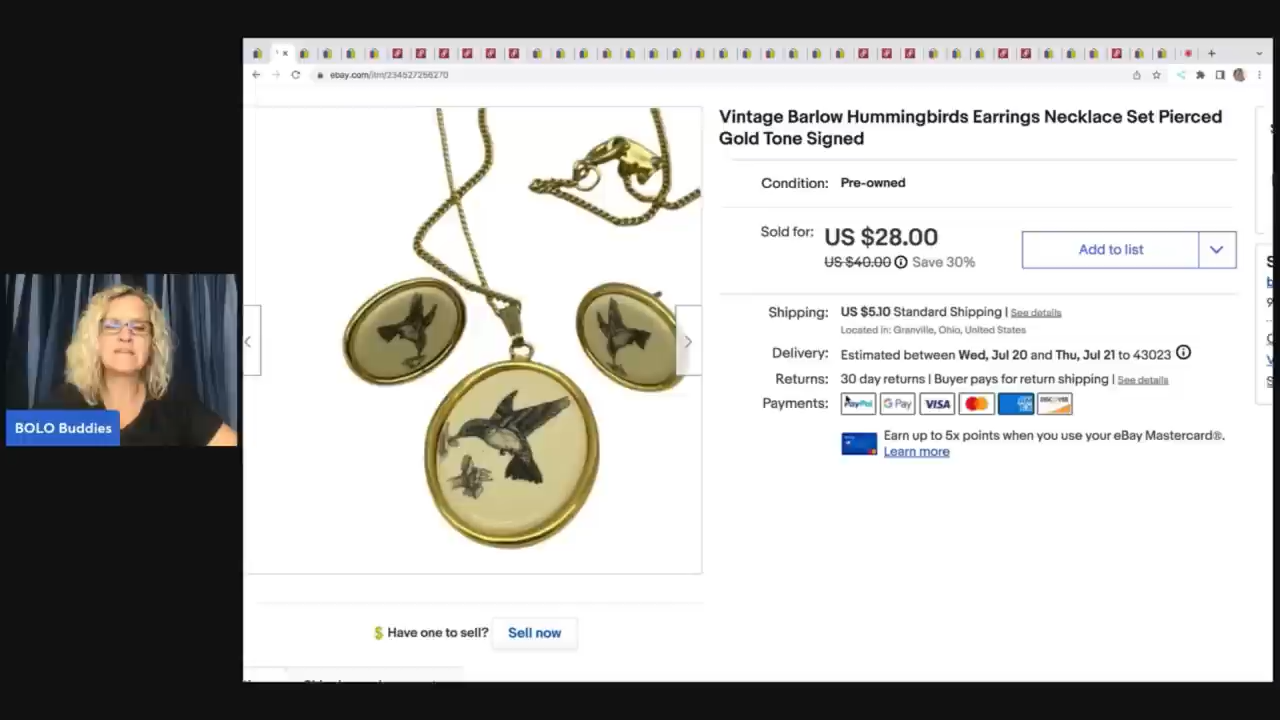 ebay.com/itm/234527256270
Vintage Barlow Hummingbirds Earrings Necklace Set Pierced
Gold Tone Signed
Condition: Pre-owned
Sold for: US $28.00
US $40.00 Save 30%
Add to list
Shipping: US $5.10 Standard Shipping | See details
Located in: Granville, Ohio, United States
Delivery: Estimated between Wed, Jul 20 and Thu, Jul 21 to 43023
Returns: 30 day returns | Buyer pays for return shipping | See details
Payments: PayPal G Pay VISA DISCOVER
Earn up to 5x points when you use your eBay Mastercard®.
Learn more
BOLO Buddies
Have one to sell? Sell now